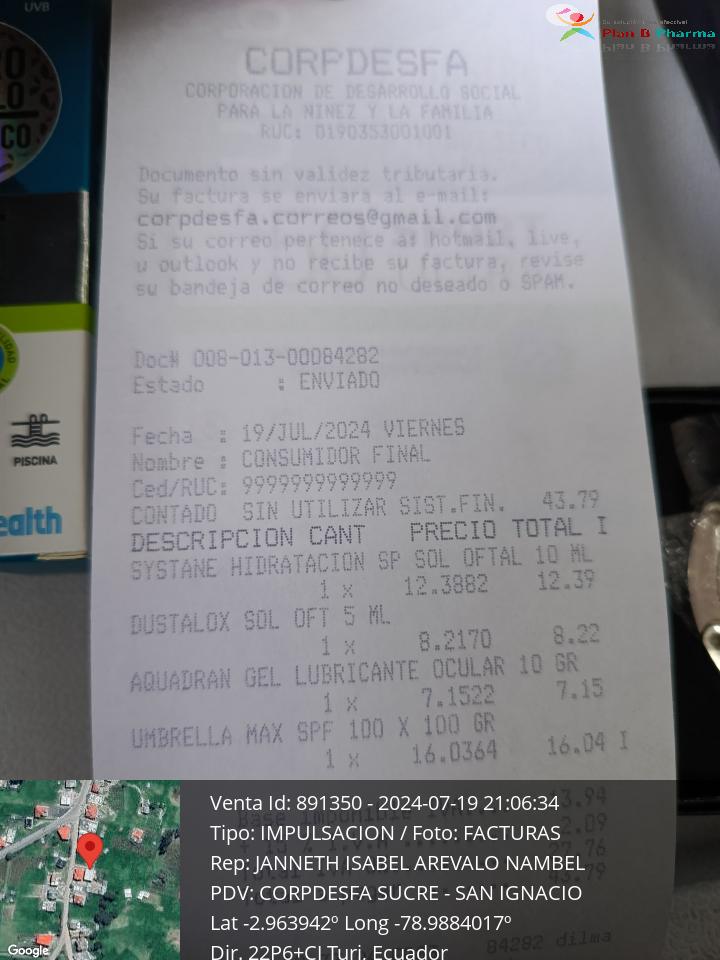 UVB
CO
PISCINA
ealth
Plan B Pharma
CORPDESFA
CORPORACION DE DESARROLLO SOCIAL
PARA LA NINEZ Y LA FAMILIA
RUC: 0190353001001
Documento sin validez tributaria.
Su factura se enviara al e-mail:
corpdesfa.correos@gmail.com
Si su correo pertenece a: hotmail, live,
u outlook y no recibe su factura, revise
su bandeja de correo no deseado o SPAM.
Doc# 008-013-00084282
Estado : ENVIADO
Fecha : 19/JUL/2024 VIERNES
Nombre : CONSUMIDOR FINAL
Ced/RUC: 9999999999999
CONTADO SIN UTILIZAR SIST.FIN. 43.79
DESCRIPCION CANT PRECIO TOTAL I
SYSTANE HIDRATACION SP SOL OFTAL 10 ML
1 x 12.3882 12.39
DUSTALOX SOL OFT 5 ML
1 x 8.2170 8.22
AQUADRAN GEL LUBRICANTE OCULAR 10 GR
1 x 7.1522 7.15
UMBRELLA MAX SPF 100 X 100 GR
1 x 16.0364 16.04 I
Venta Id: 891350 - 2024-07-19 21:06:34
Tipo: IMPULSACION / Foto: FACTURAS
Rep: JANNETH ISABEL AREVALO NAMBEL
PDV: CORPDESFA SUCRE - SAN IGNACIO
Lat -2.963942º Long -78.9884017º
Dir. 22P6+CJ Turi, Ecuador
84282 dilma
Google